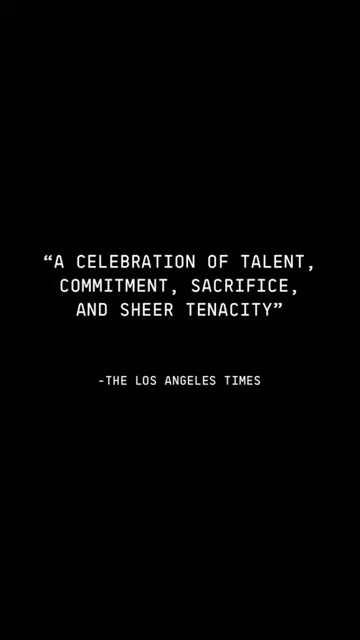 “A CELEBRATION OF TALENT,
COMMITMENT, SACRIFICE,
AND SHEER TENACITY”
-THE LOS ANGELES TIMES